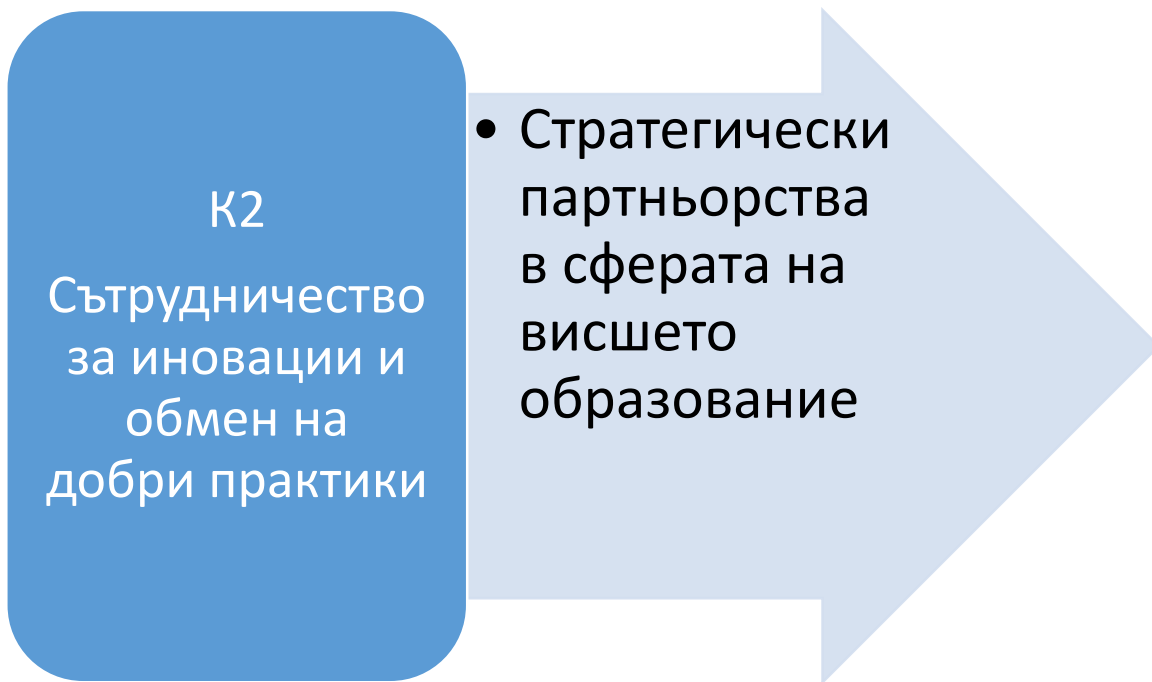 К2
Сътрудничество
за иновации и
обмен на
добри практики
• Стратегически
партньорства
в сферата на
висшето
образование